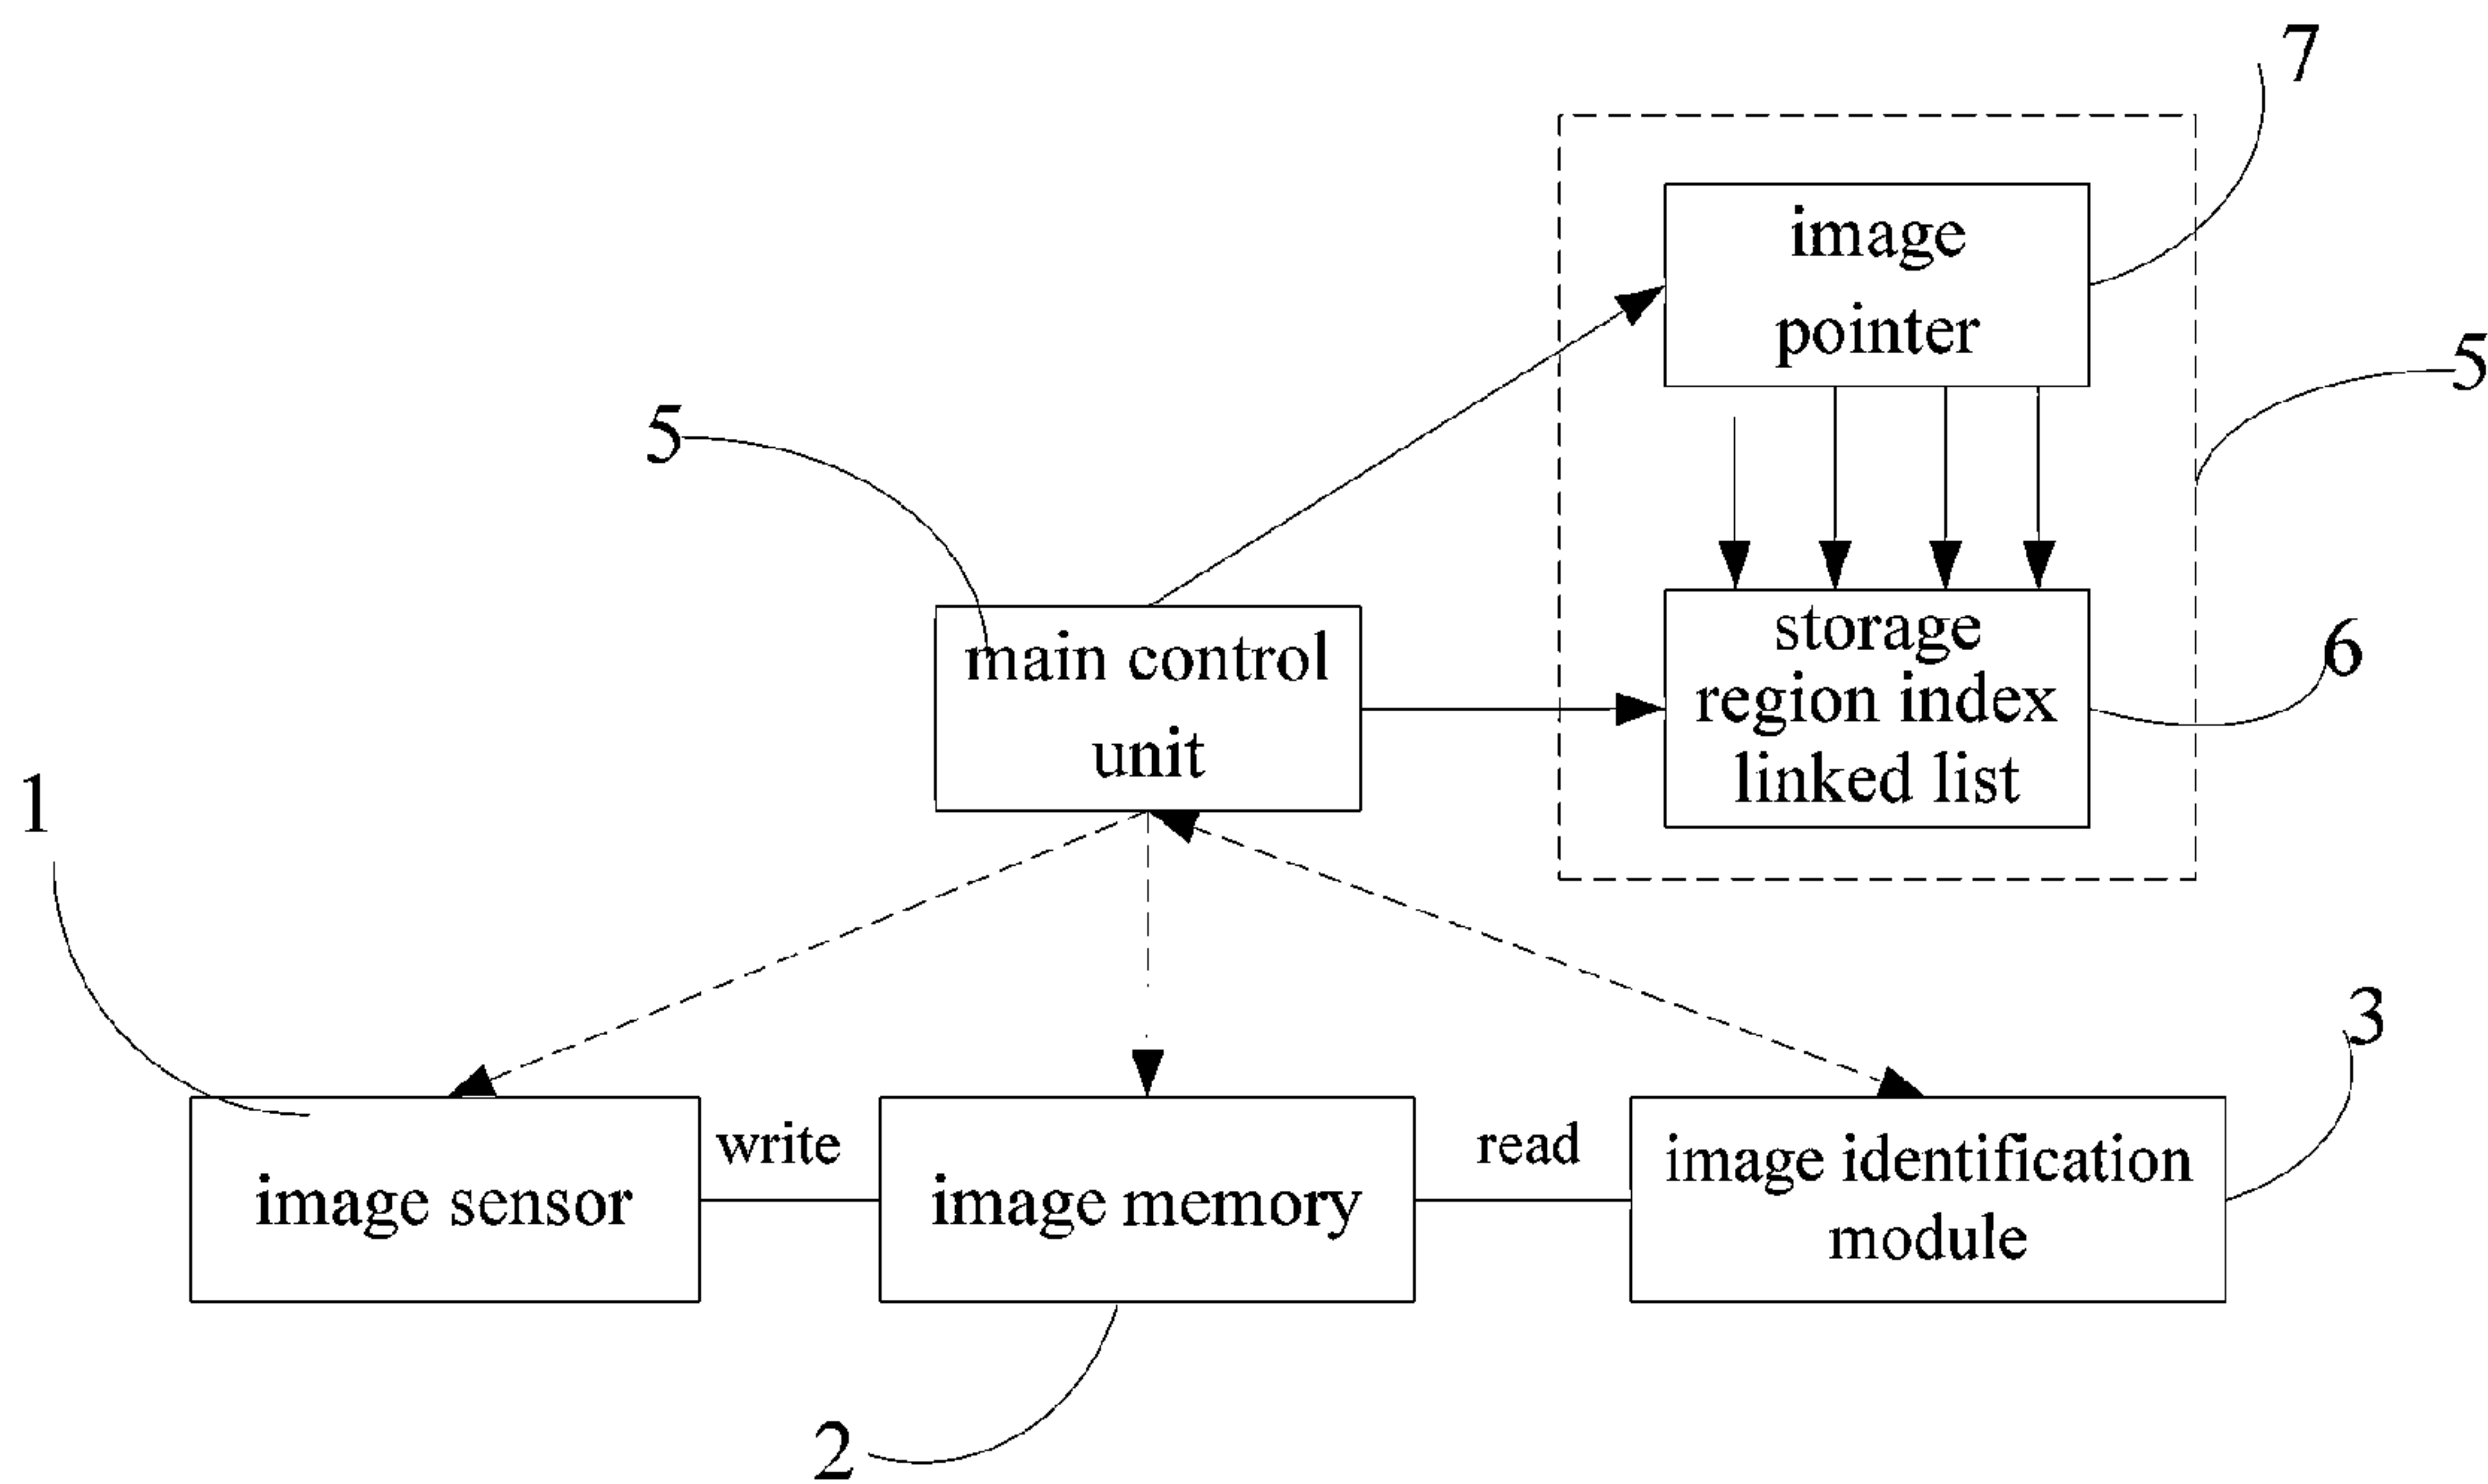 7
image
pointer
5
5
storage
region index
linked list
6
main control
unit
1
3
write
read
image sensor
image memory
image identification
module
2